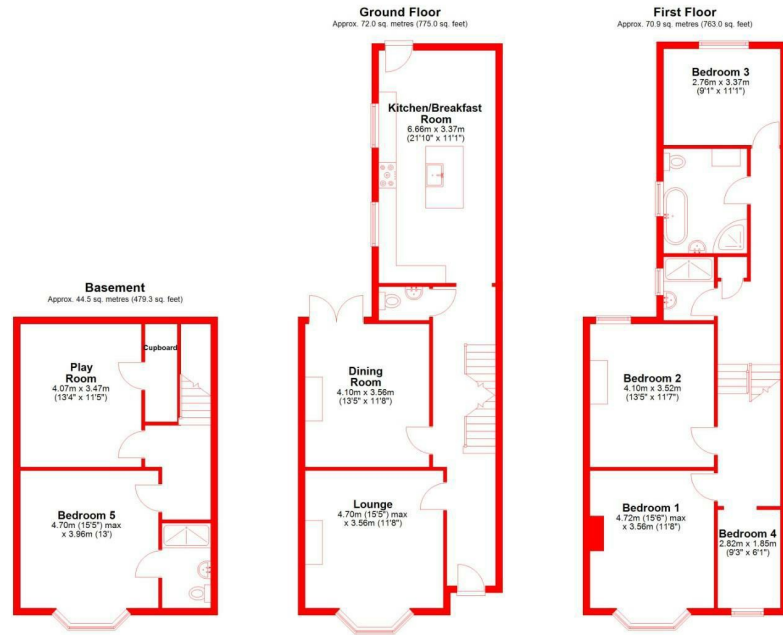 Ground Floor
Approx. 72.0 sq. metres (775.0 sq. feet)
Kitchen/Breakfast
Room
6.66m x 3.37m
(21'10" x 11'1")
Dining
Room
4.10m x 3.56m
(13'5" x 11'8")
Lounge
4.70m (15'5") max
x 3.56m (11'8")
First Floor
Approx. 70.9 sq. metres (763.0 sq. feet)
Bedroom 3
2.76m x 3.37m
(9'1" x 11'1")
Bedroom 2
4.10m x 3.52m
(13'5" x 11'7")
Bedroom 1
4.72m (15'6") max
x 3.56m (11'8")
Bedroom 4
2.82m x 1.85m
(9'3" x 6'1")
Basement
Approx. 44.5 sq. metres (479.3 sq. feet)
Cupboard
Play
Room
4.07m x 3.47m
(13'4" x 11'5")
Bedroom 5
4.70m (15'5") max
x 3.96m (13')